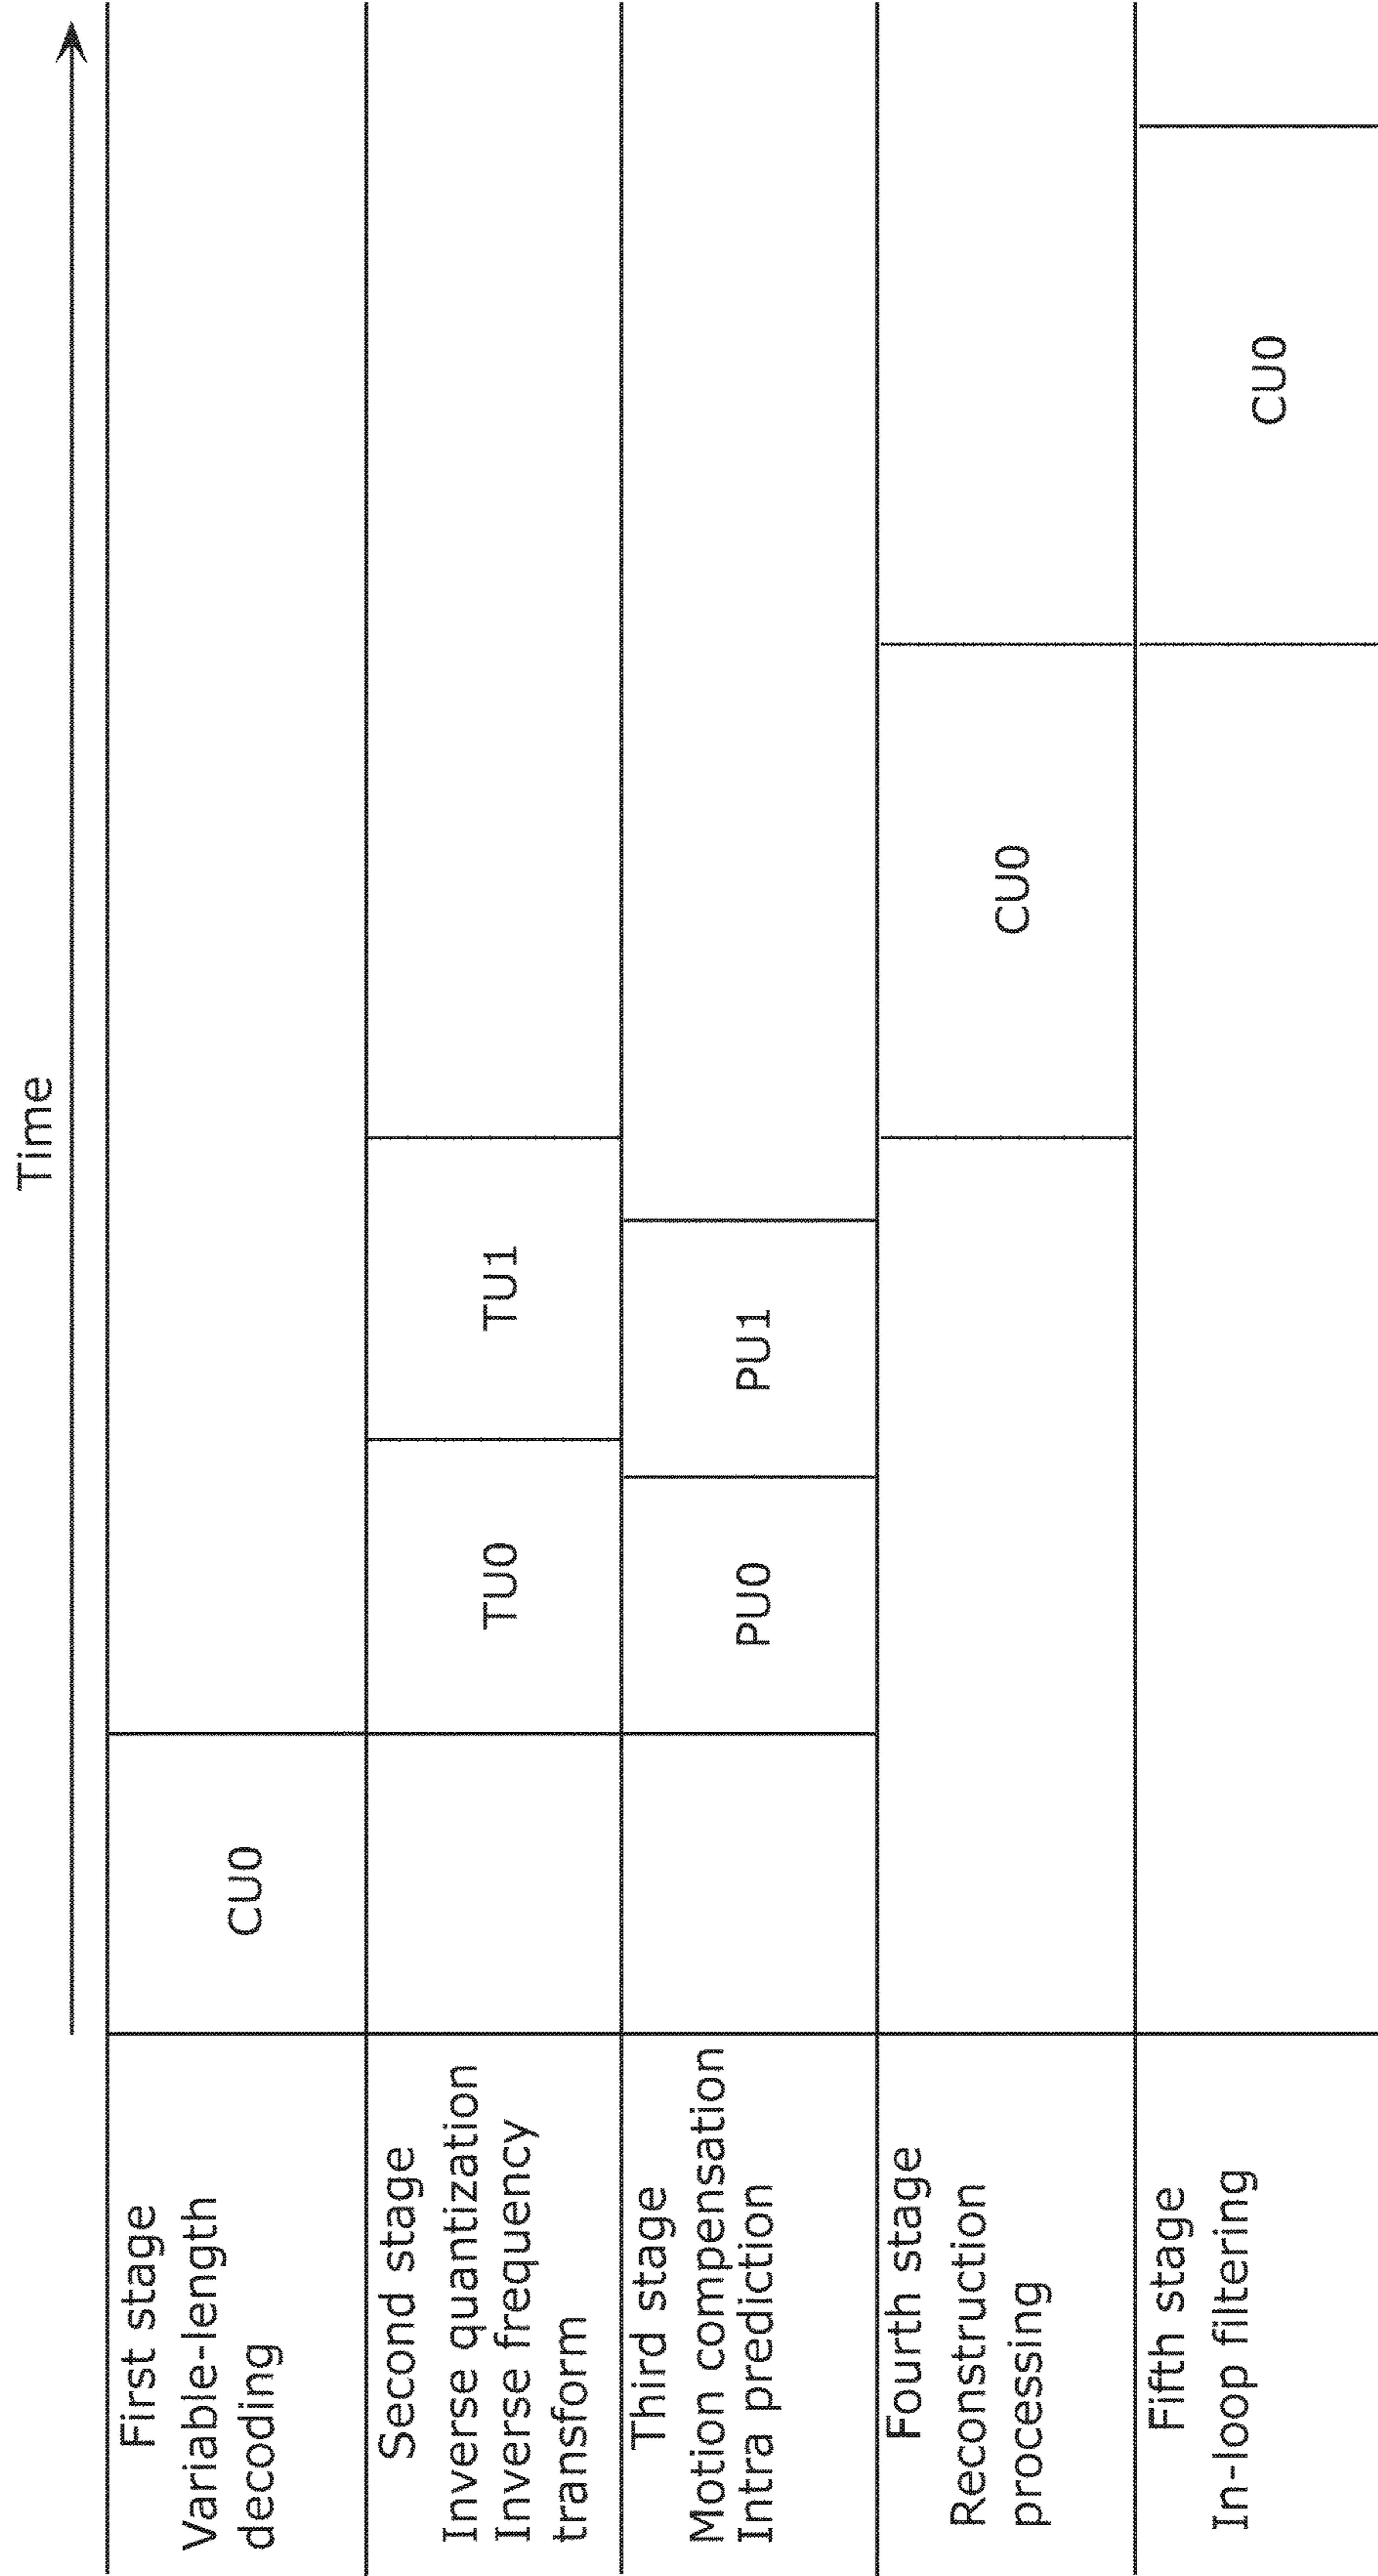 Time
First stage
Variable-length
decoding
CU0
Second stage
Inverse quantization
Inverse frequency
transform
TU0
TU1
Third stage
Motion compensation
Intra prediction
PU0
PU1
Fourth stage
Reconstruction
processing
CU0
Fifth stage
In-loop filtering
CU0